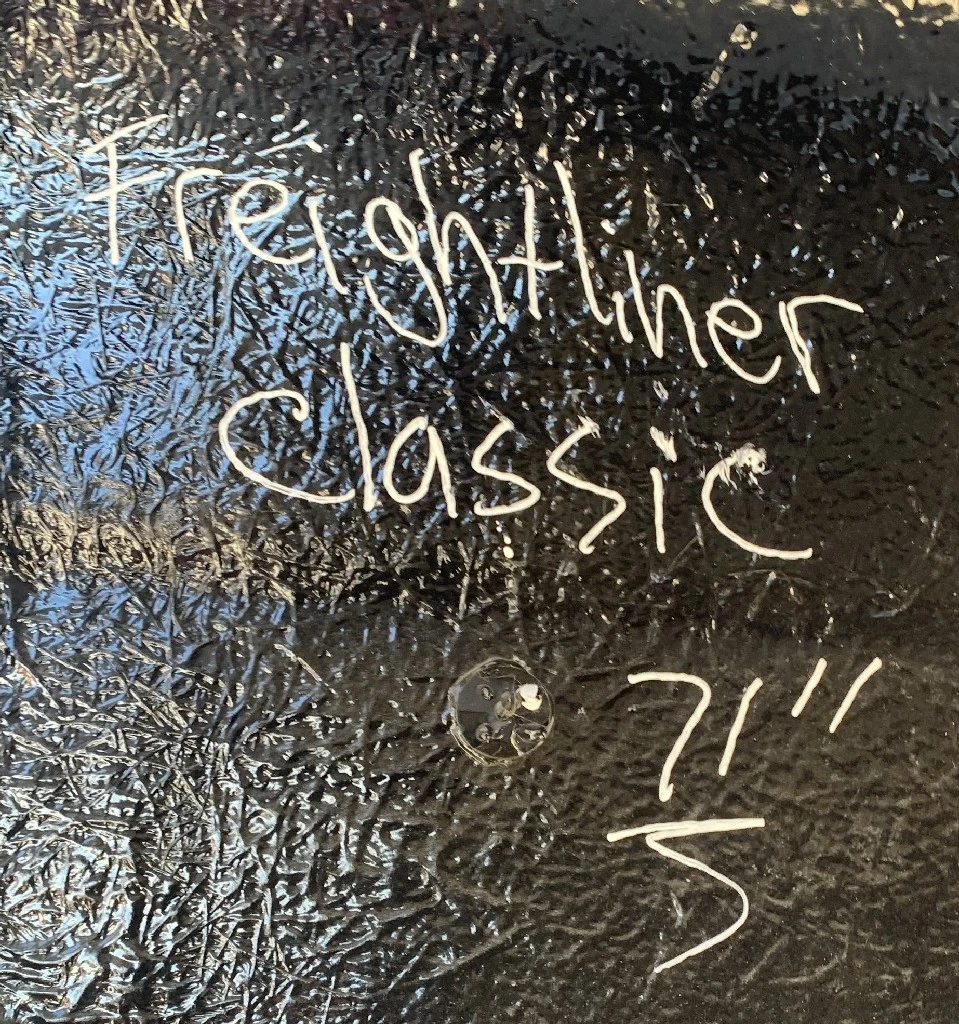 Freightliner
Classic
71"
5